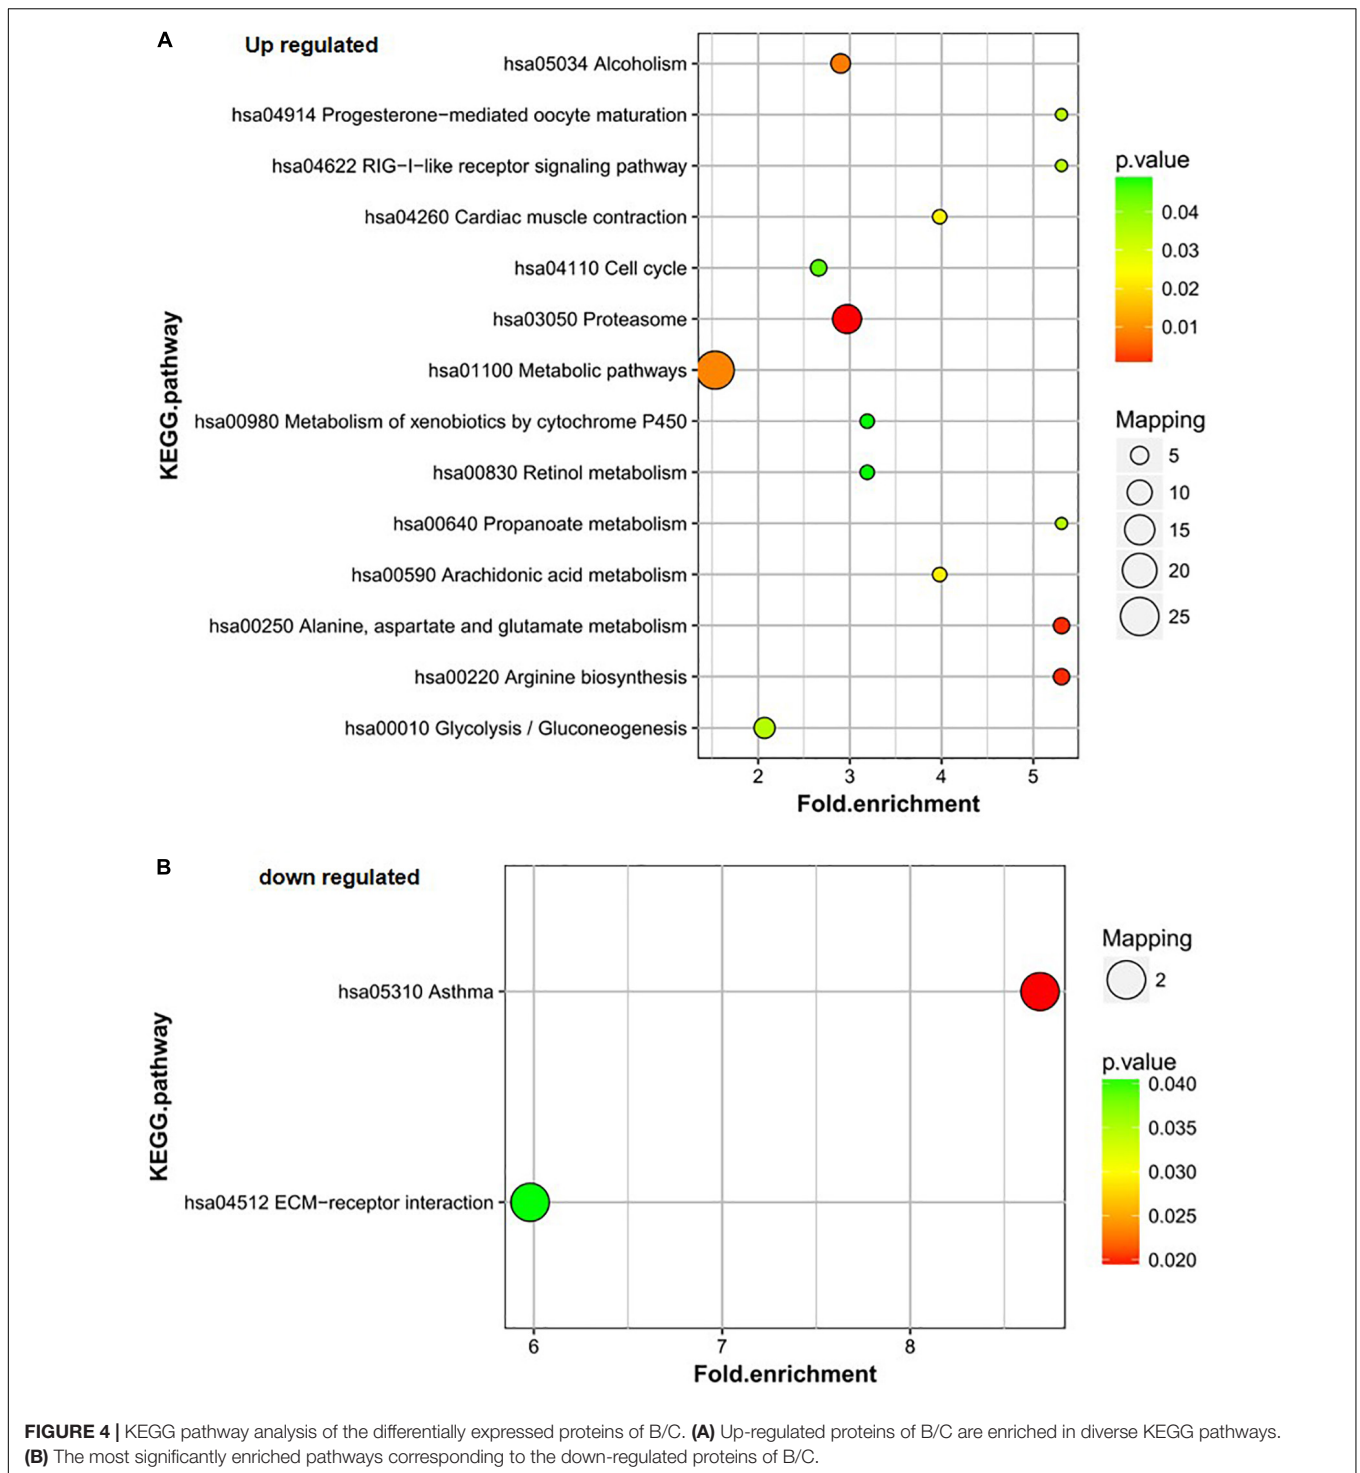 A
Up regulated
hsa05034 Alcoholism
hsa04914 Progesterone−mediated oocyte maturation
hsa04622 RIG−I−like receptor signaling pathway
hsa04260 Cardiac muscle contraction
hsa04110 Cell cycle
hsa03050 Proteasome
hsa01100 Metabolic pathways
hsa00980 Metabolism of xenobiotics by cytochrome P450
hsa00830 Retinol metabolism
hsa00640 Propanoate metabolism
hsa00590 Arachidonic acid metabolism
hsa00250 Alanine, aspartate and glutamate metabolism
hsa00220 Arginine biosynthesis
hsa00010 Glycolysis / Gluconeogenesis
KEGG.pathway
2 3 4 5
Fold.enrichment
p.value
0.04
0.03
0.02
0.01
Mapping
5
10
15
20
25
B
down regulated
hsa05310 Asthma
hsa04512 ECM−receptor interaction
KEGG.pathway
6 7 8
Fold.enrichment
Mapping
2
p.value
0.040
0.035
0.030
0.025
0.020
FIGURE 4 | KEGG pathway analysis of the differentially expressed proteins of B/C. (A) Up-regulated proteins of B/C are enriched in diverse KEGG pathways.
(B) The most significantly enriched pathways corresponding to the down-regulated proteins of B/C.